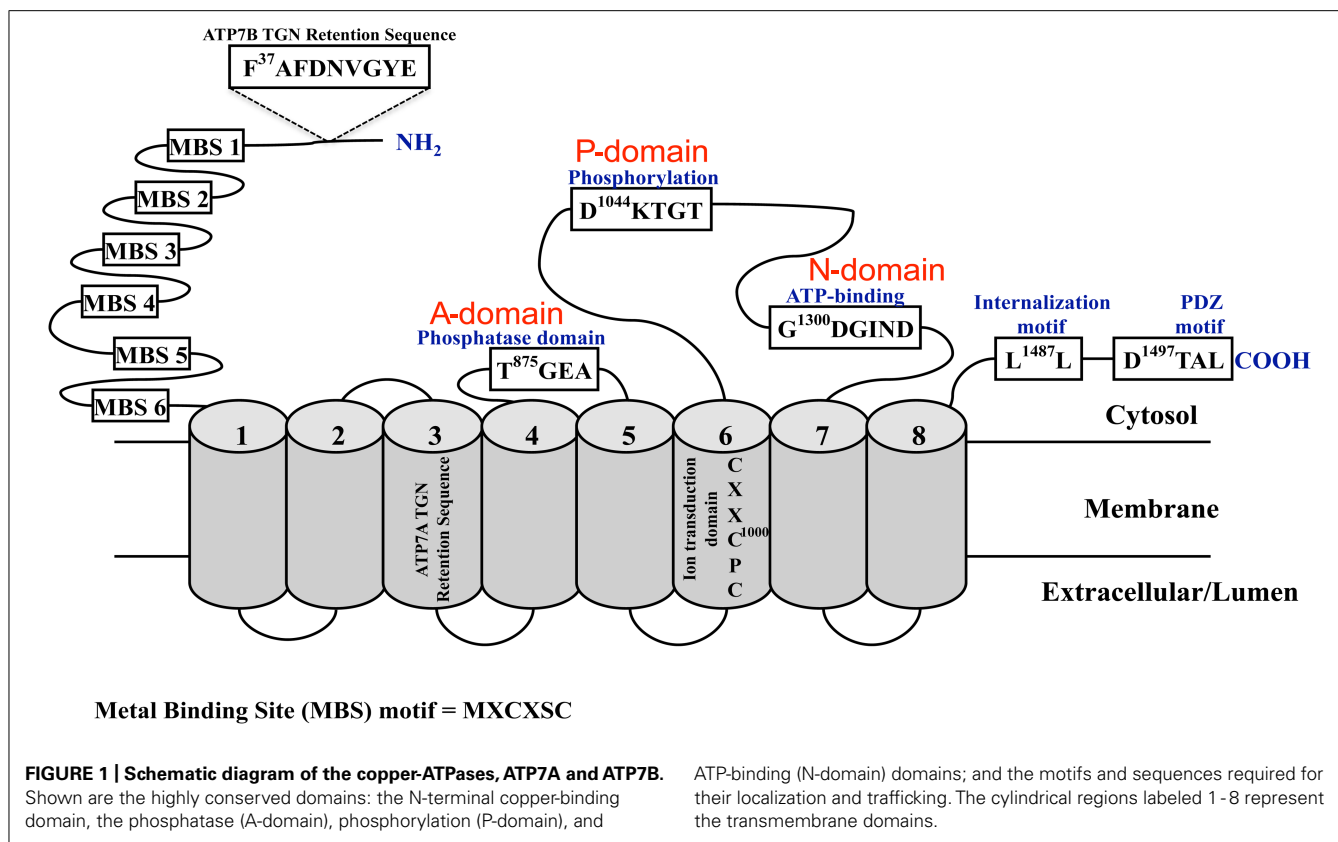 ATP7B TGN Retention Sequence
F³⁷AFDNVGYE
MBS 1
NH₂
MBS 2
MBS 3
MBS 4
MBS 5
MBS 6
P-domain
Phosphorylation
D¹⁰⁴⁴KTGT
N-domain
ATP-binding
G¹³⁰⁰DGIND
A-domain
Phosphatase domain
T⁸⁷⁵GEA
Internalization
motif
L¹⁴⁸⁷L
PDZ
motif
D¹⁴⁹⁷TAL
COOH
Cytosol
1 2 3 4 5 6 7 8
ATP7A TGN
Retention Sequence
Ion transduction
domain
C
X
X
C¹⁰⁰⁰
P
C
Membrane
Extracellular/Lumen
Metal Binding Site (MBS) motif = MXCXSC
FIGURE 1 | Schematic diagram of the copper-ATPases, ATP7A and ATP7B.
Shown are the highly conserved domains: the N-terminal copper-binding
domain, the phosphatase (A-domain), phosphorylation (P-domain), and
ATP-binding (N-domain) domains; and the motifs and sequences required for
their localization and trafficking. The cylindrical regions labeled 1-8 represent
the transmembrane domains.